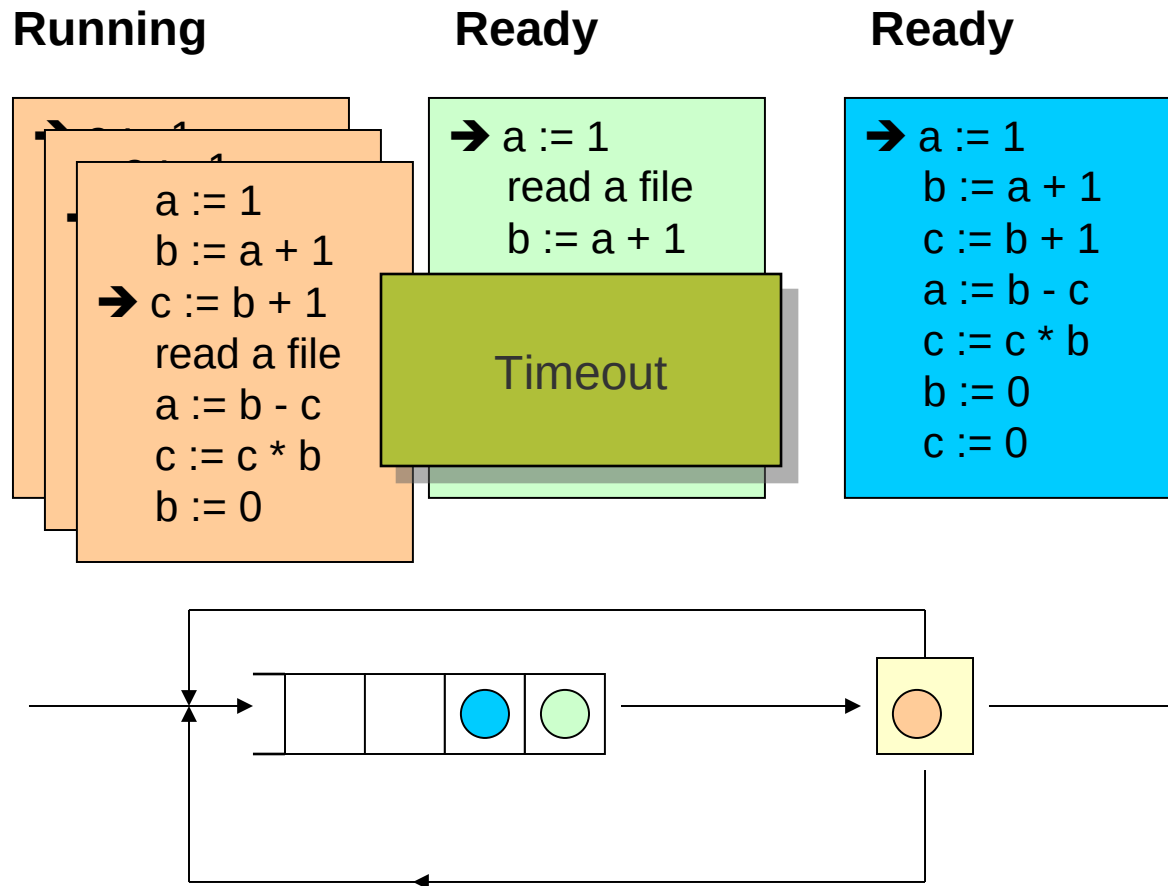 Running
Ready
Ready
a := 1
b := a + 1
➔ c := b + 1
read a file
a := b - c
c := c * b
b := 0
➔ a := 1
read a file
b := a + 1
Timeout
➔ a := 1
b := a + 1
c := b + 1
a := b - c
c := c * b
b := 0
c := 0